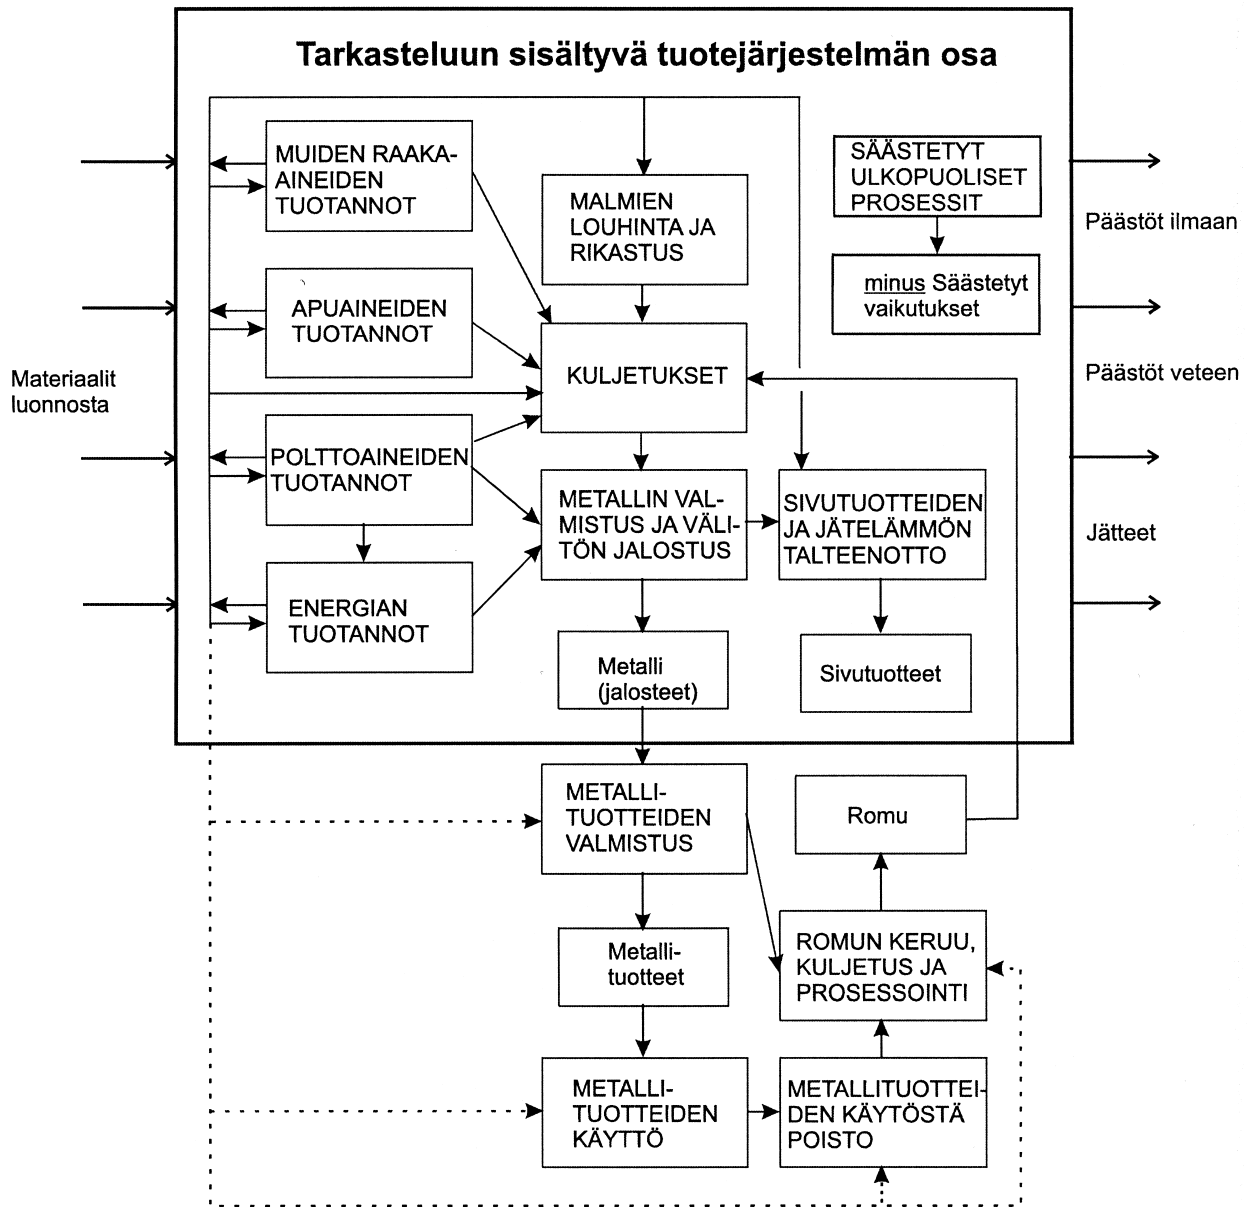 Tarkasteluun sisältyvä tuotejärjestelmän osa
MUIDEN RAAKA-
AINEIDEN
TUOTANNOT
MALMIEN
LOUHINTA JA
RIKASTUS
SÄÄSTETYT
ULKOPUOLISET
PROSESSIT
minus Säästetyt
vaikutukset
Päästöt ilmaan
APUAINEIDEN
TUOTANNOT
KULJETUKSET
Materiaalit
luonnosta
Päästöt veteen
POLTTOAINEIDEN
TUOTANNOT
METALLIN VAL-
MISTUS JA VÄLI-
TÖN JALOSTUS
SIVUTUOTTEIDEN
JA JÄTELÄMMÖN
TALTEENOTTO
Jätteet
ENERGIAN
TUOTANNOT
Metalli
(jalosteet)
Sivutuotteet
METALLI-
TUOTTEIDEN
VALMISTUS
Romu
Metalli-
tuotteet
ROMUN KERUU,
KULJETUS JA
PROSESSOINTI
METALLI-
TUOTTEIDEN
KÄYTTÖ
METALLITUOTTEI-
DEN KÄYTÖSTÄ
POISTO